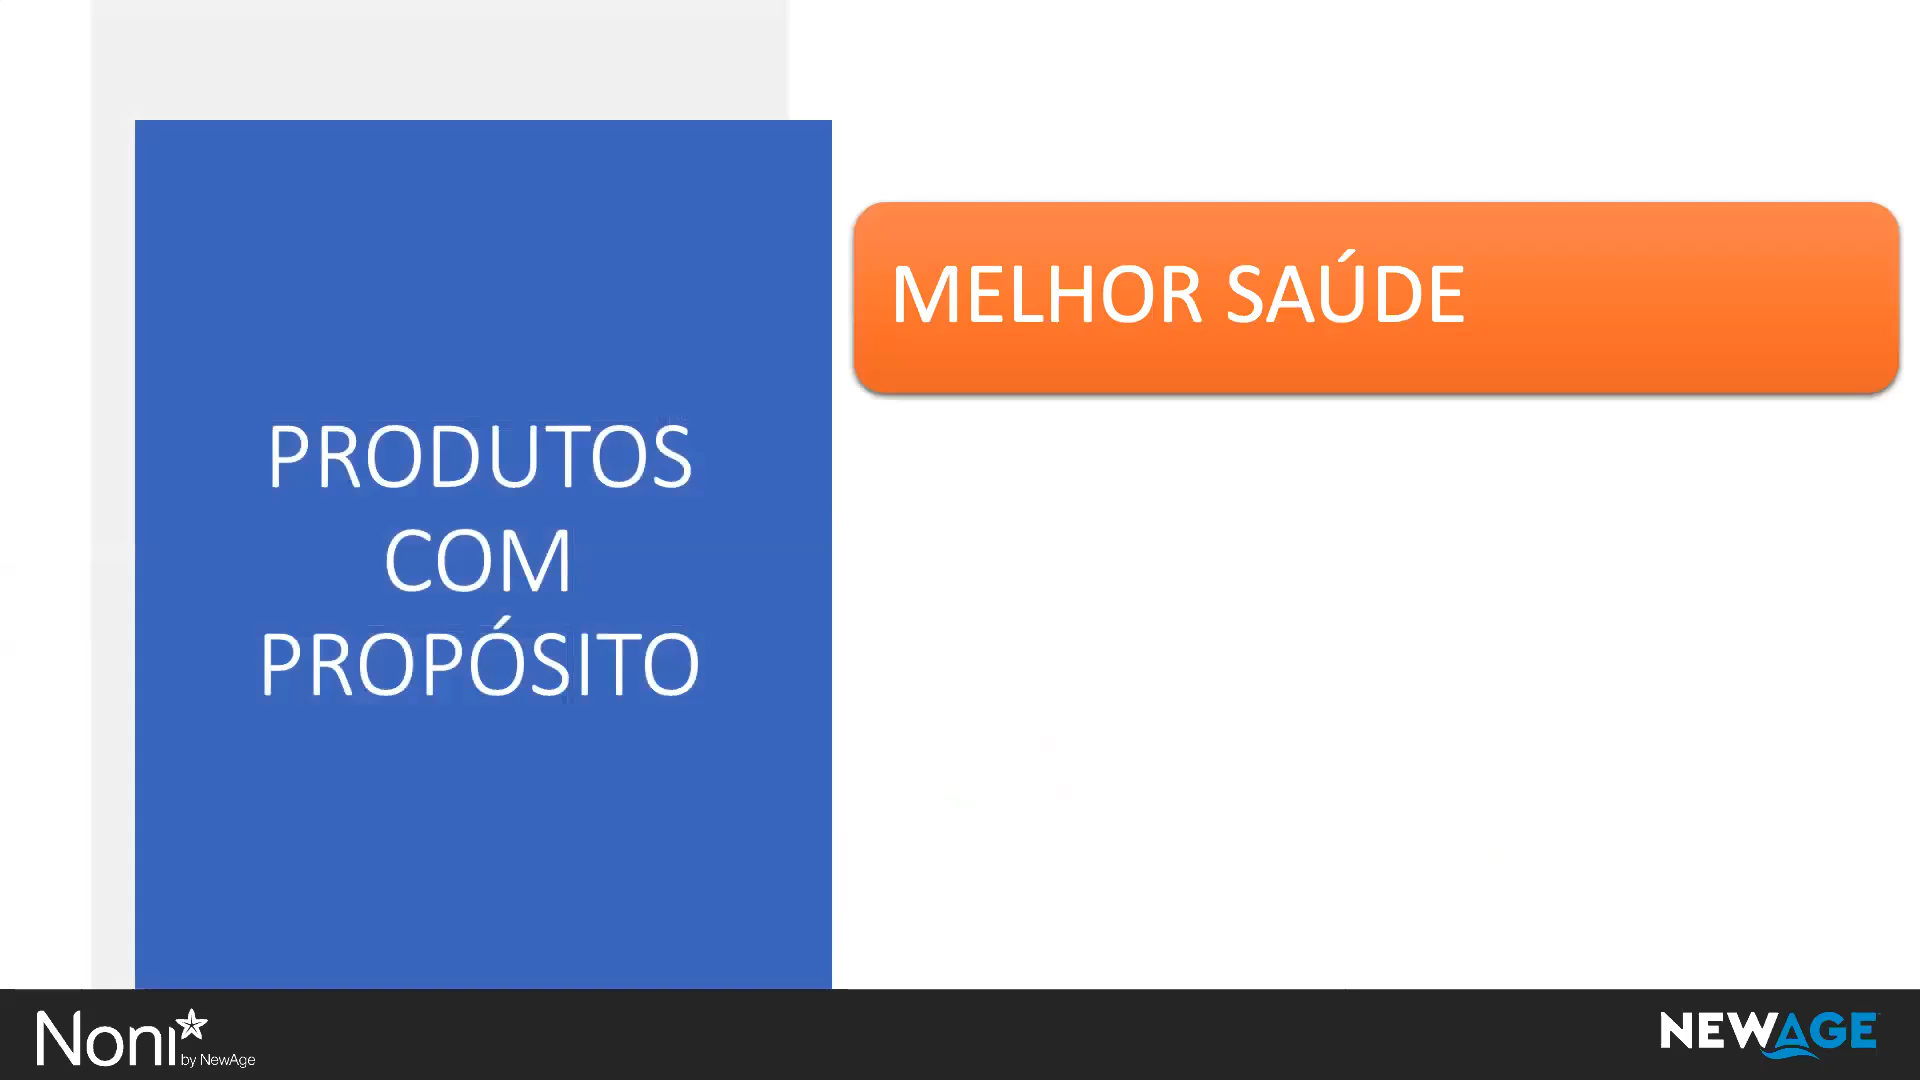 PRODUTOS
COM
PROPÓSITO
MELHOR SAÚDE
Noni
by NewAge
NEWAGE